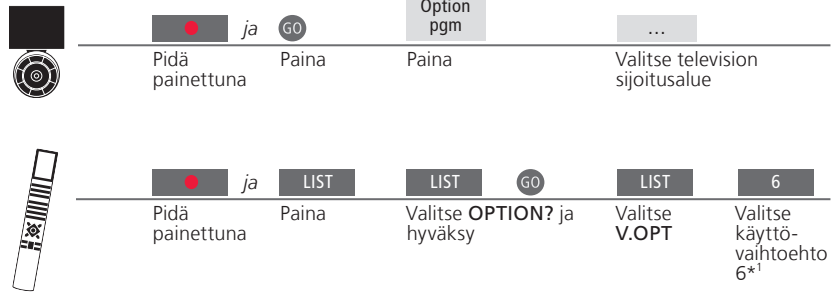 Option
pgm
ja GO
...
Pidä
painettuna
Paina
Paina
Valitse television
sijoitusalue
ja LIST LIST GO LIST 6
Pidä
painettuna
Paina
Valitse OPTION? ja
hyväksy
Valitse
V.OPT
Valitse
käyttö-
vaihtoehto
6*1